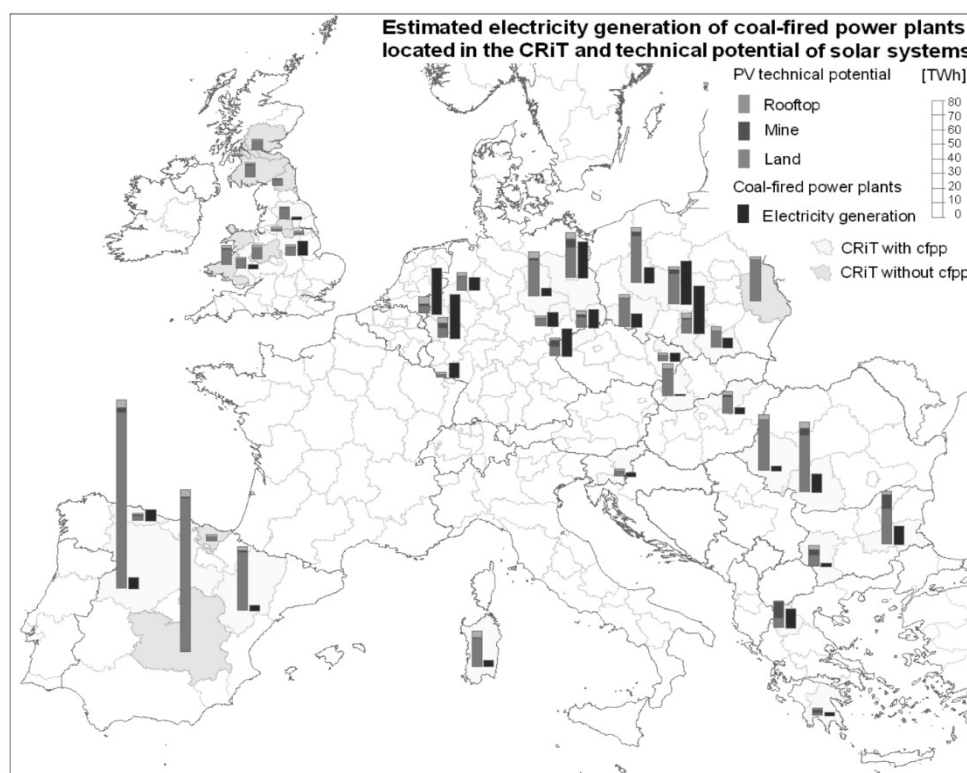 Estimated electricity generation of coal-fired power plants
located in the CRiT and technical potential of solar systems
PV technical potential [TWh]
Rooftop
Mine
Land
80
70
60
50
40
30
20
10
0
Coal-fired power plants
Electricity generation
CRiT with cfpp
CRiT without cfpp